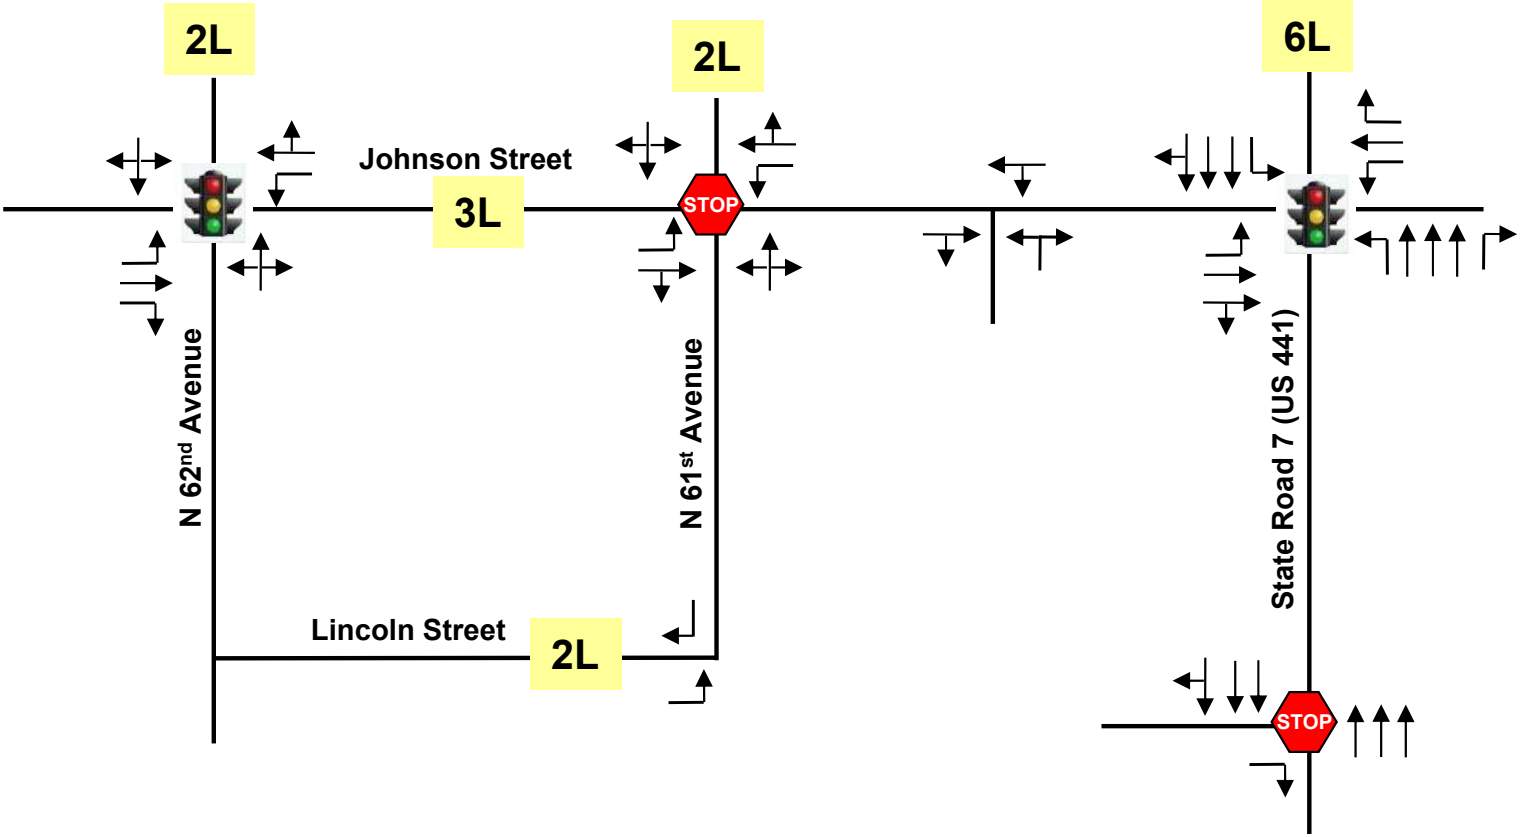 2L
2L
6L
Johnson Street
3L
STOP
N 62nd Avenue
N 61st Avenue
State Road 7 (US 441)
Lincoln Street
2L
STOP